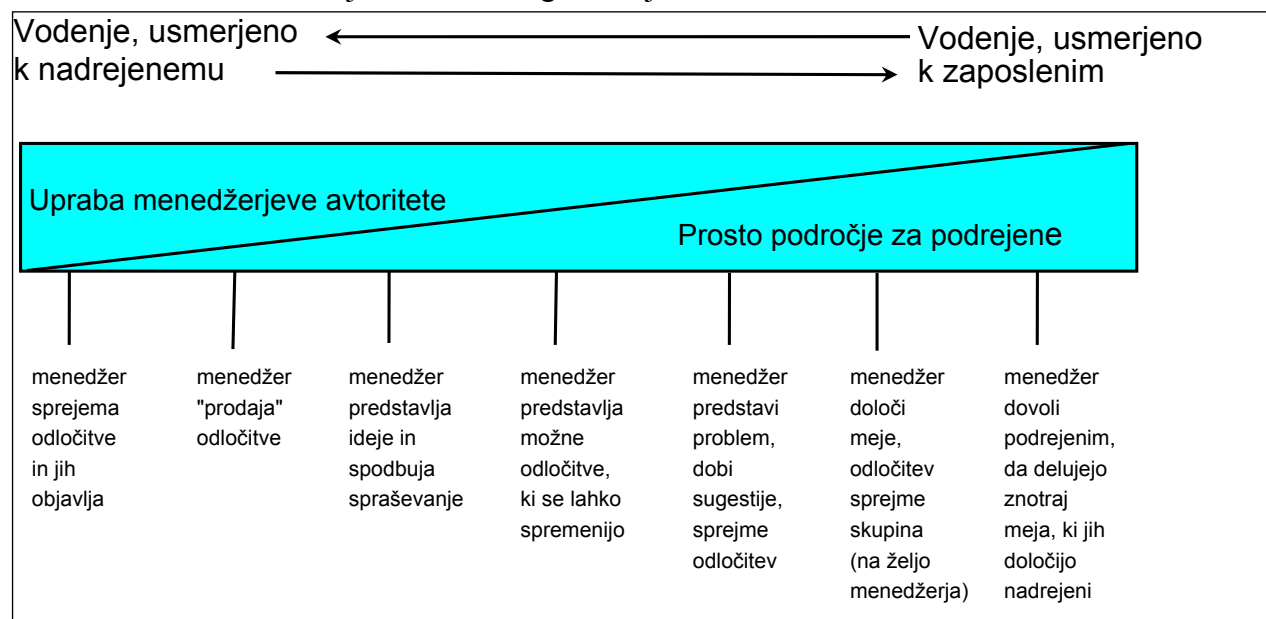 Vodenje, usmerjeno
k nadrejenemu
Vodenje, usmerjeno
k zaposlenim
Upraba menedžerjeve avtoritete
Prosto področje za podrejene
menedžer
sprejema
odločitve
in jih
objavlja
menedžer
"prodaja"
odločitve
menedžer
predstavlja
ideje in
spodbuja
spraševanje
menedžer
predstavlja
možne
odločitve,
ki se lahko
spremenijo
menedžer
predstavi
problem,
dobi
sugestije,
sprejme
odločitev
menedžer
določi
meje,
odločitev
sprejme
skupina
(na željo
menedžerja)
menedžer
dovoli
podrejenim,
da delujejo
znotraj
meja, ki jih
določijo
nadrejeni